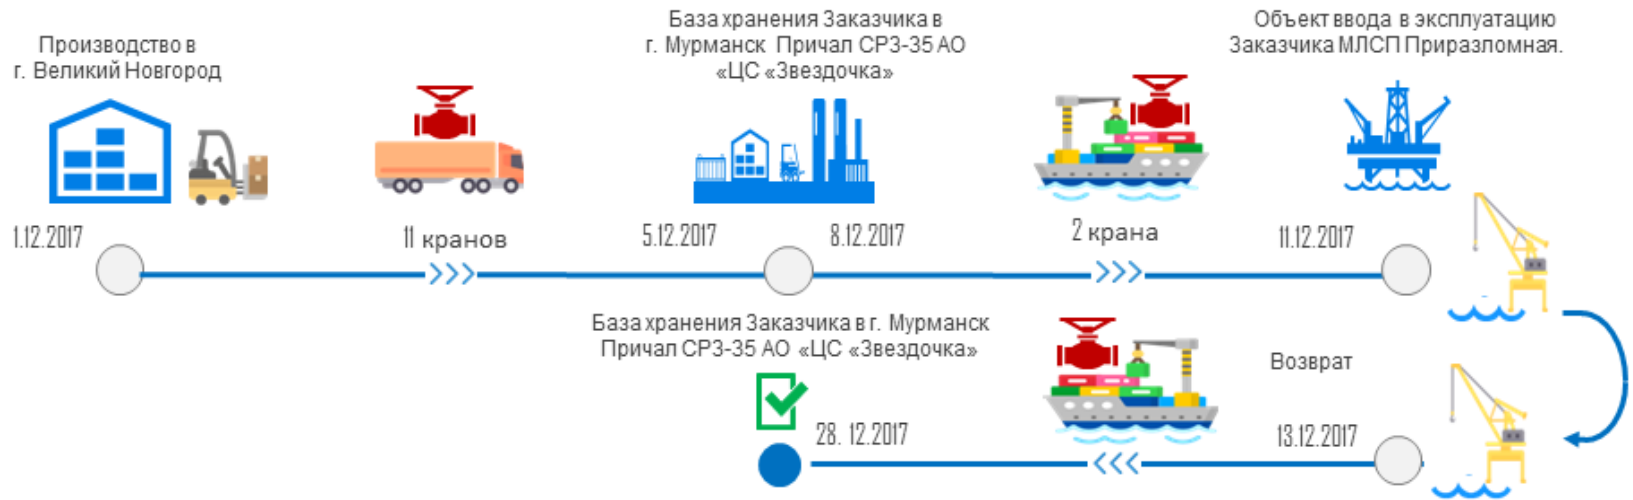 Производство в
г. Великий Новгород
База хранения Заказчика в
г. Мурманск Причал СРЗ-35 АО
«ЦС «Звездочка»
Объект ввода в эксплуатацию
Заказчика МЛСП Приразломная.
1.12.2017
11 кранов
5.12.2017
8.12.2017
2 крана
11.12.2017
База хранения Заказчика в г. Мурманск
Причал СРЗ-35 АО «ЦС «Звездочка»
Возврат
28. 12.2017
13.12.2017